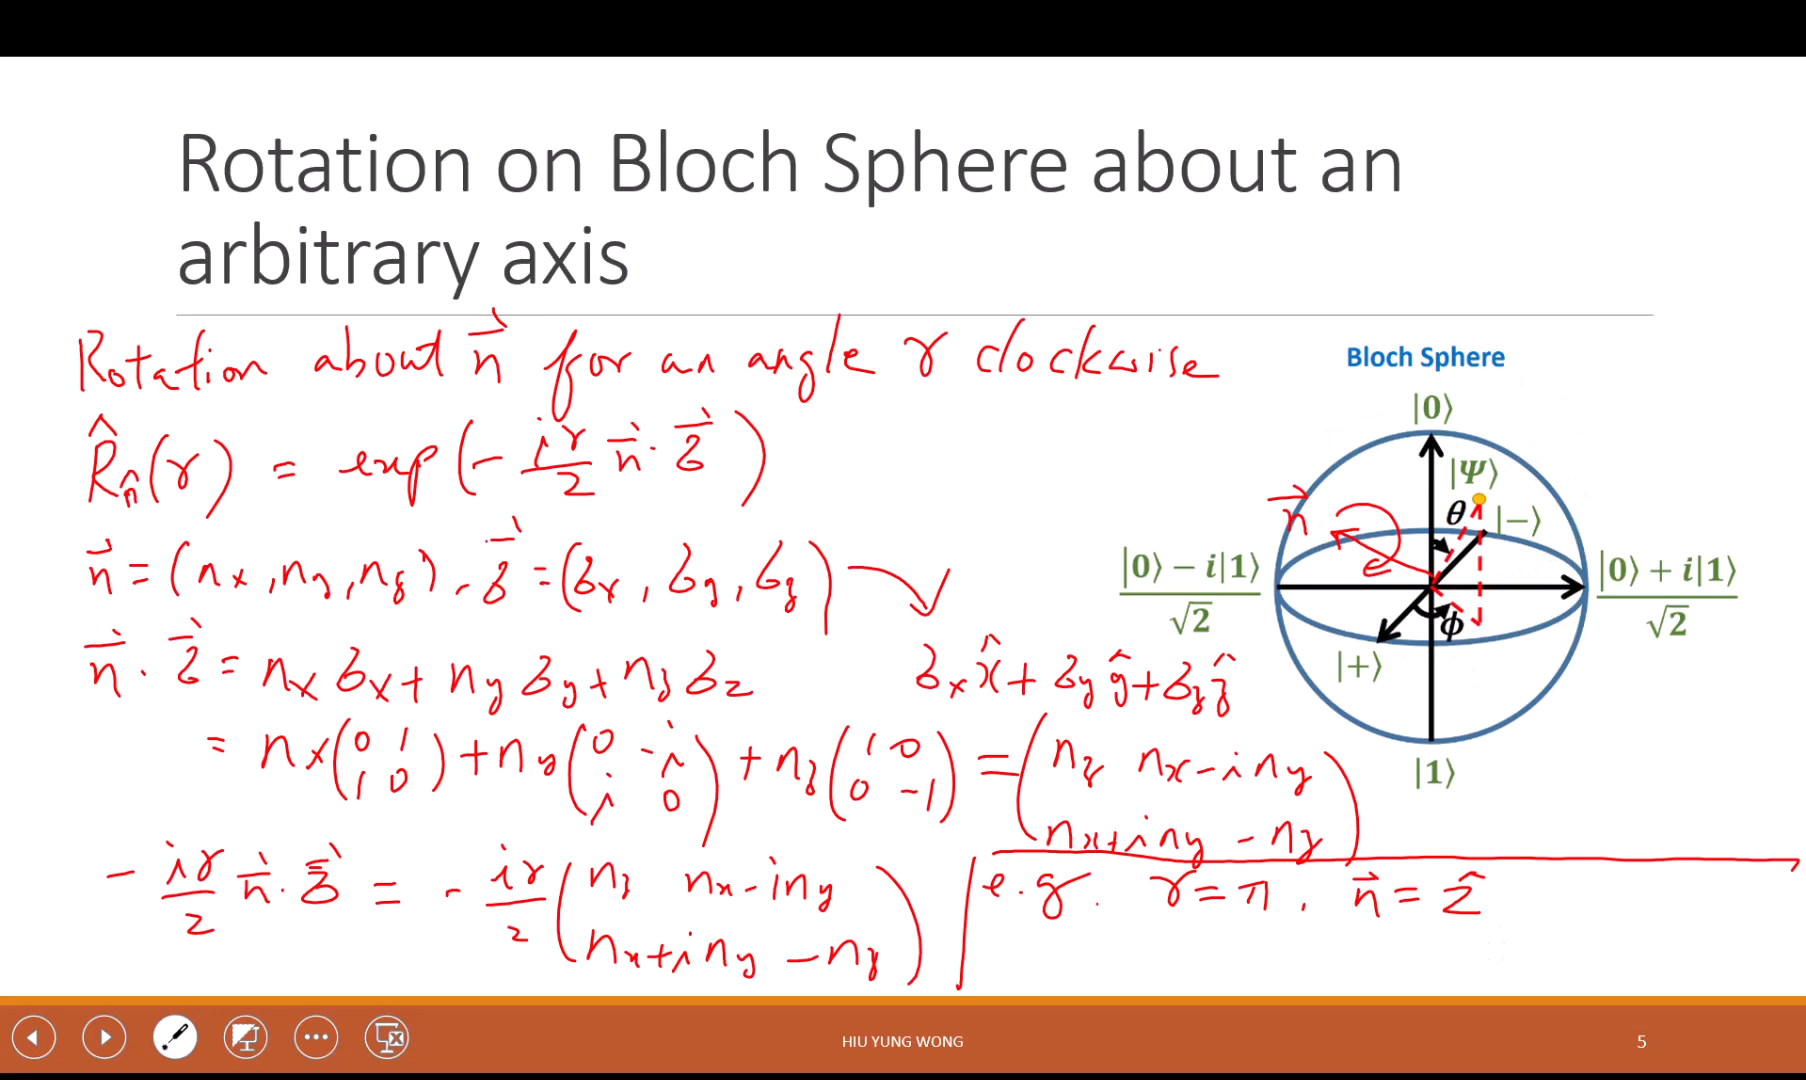 Rotation on Bloch Sphere about an
arbitrary axis
Rotation about n⃗ for an angle γ clockwise
R̂n̂(γ) = exp(-iγ/2 n⃗·σ⃗)
n⃗ = (nx, ny, nz), σ⃗ = (σx, σy, σz)
n⃗·σ⃗ = nxσx + nyσy + nzσz
σx x̂ + σy ŷ + σz ẑ
= nx(0 1; 1 0) + ny(0 -i; i 0) + nz(1 0; 0 -1) = (nz nx-iny; nx+iny -nz)
-iγ/2 n⃗·σ⃗ = -iγ/2 (nz nx-iny; nx+iny -nz)
e.g. γ=π, n⃗ = ẑ
Bloch Sphere
|0⟩
|Ψ⟩
n⃗
θ
|−⟩
|0⟩ − i|1⟩
√2
|0⟩ + i|1⟩
√2
ϕ
|+⟩
|1⟩
HIU YUNG WONG
5